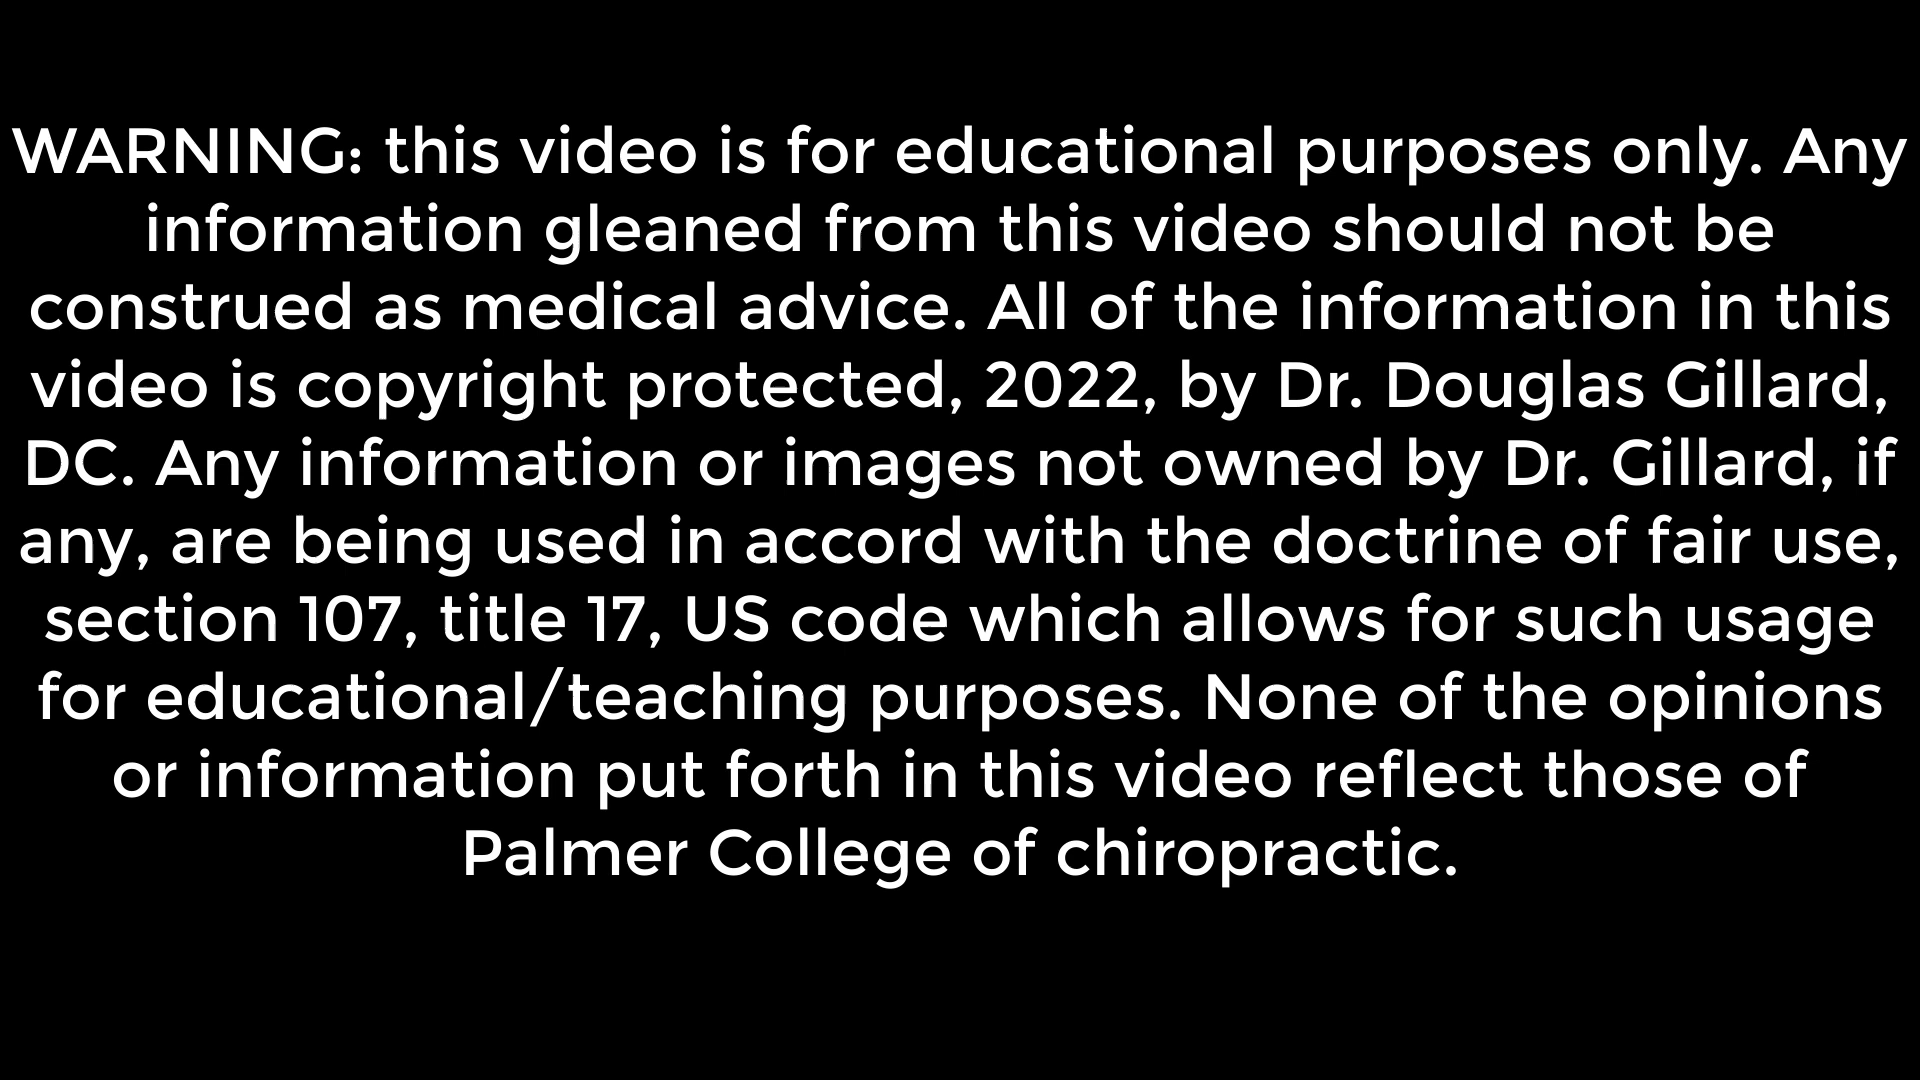 WARNING: this video is for educational purposes only. Any
information gleaned from this video should not be
construed as medical advice. All of the information in this
video is copyright protected, 2022, by Dr. Douglas Gillard,
DC. Any information or images not owned by Dr. Gillard, if
any, are being used in accord with the doctrine of fair use,
section 107, title 17, US code which allows for such usage
for educational/teaching purposes. None of the opinions
or information put forth in this video reflect those of
Palmer College of chiropractic.